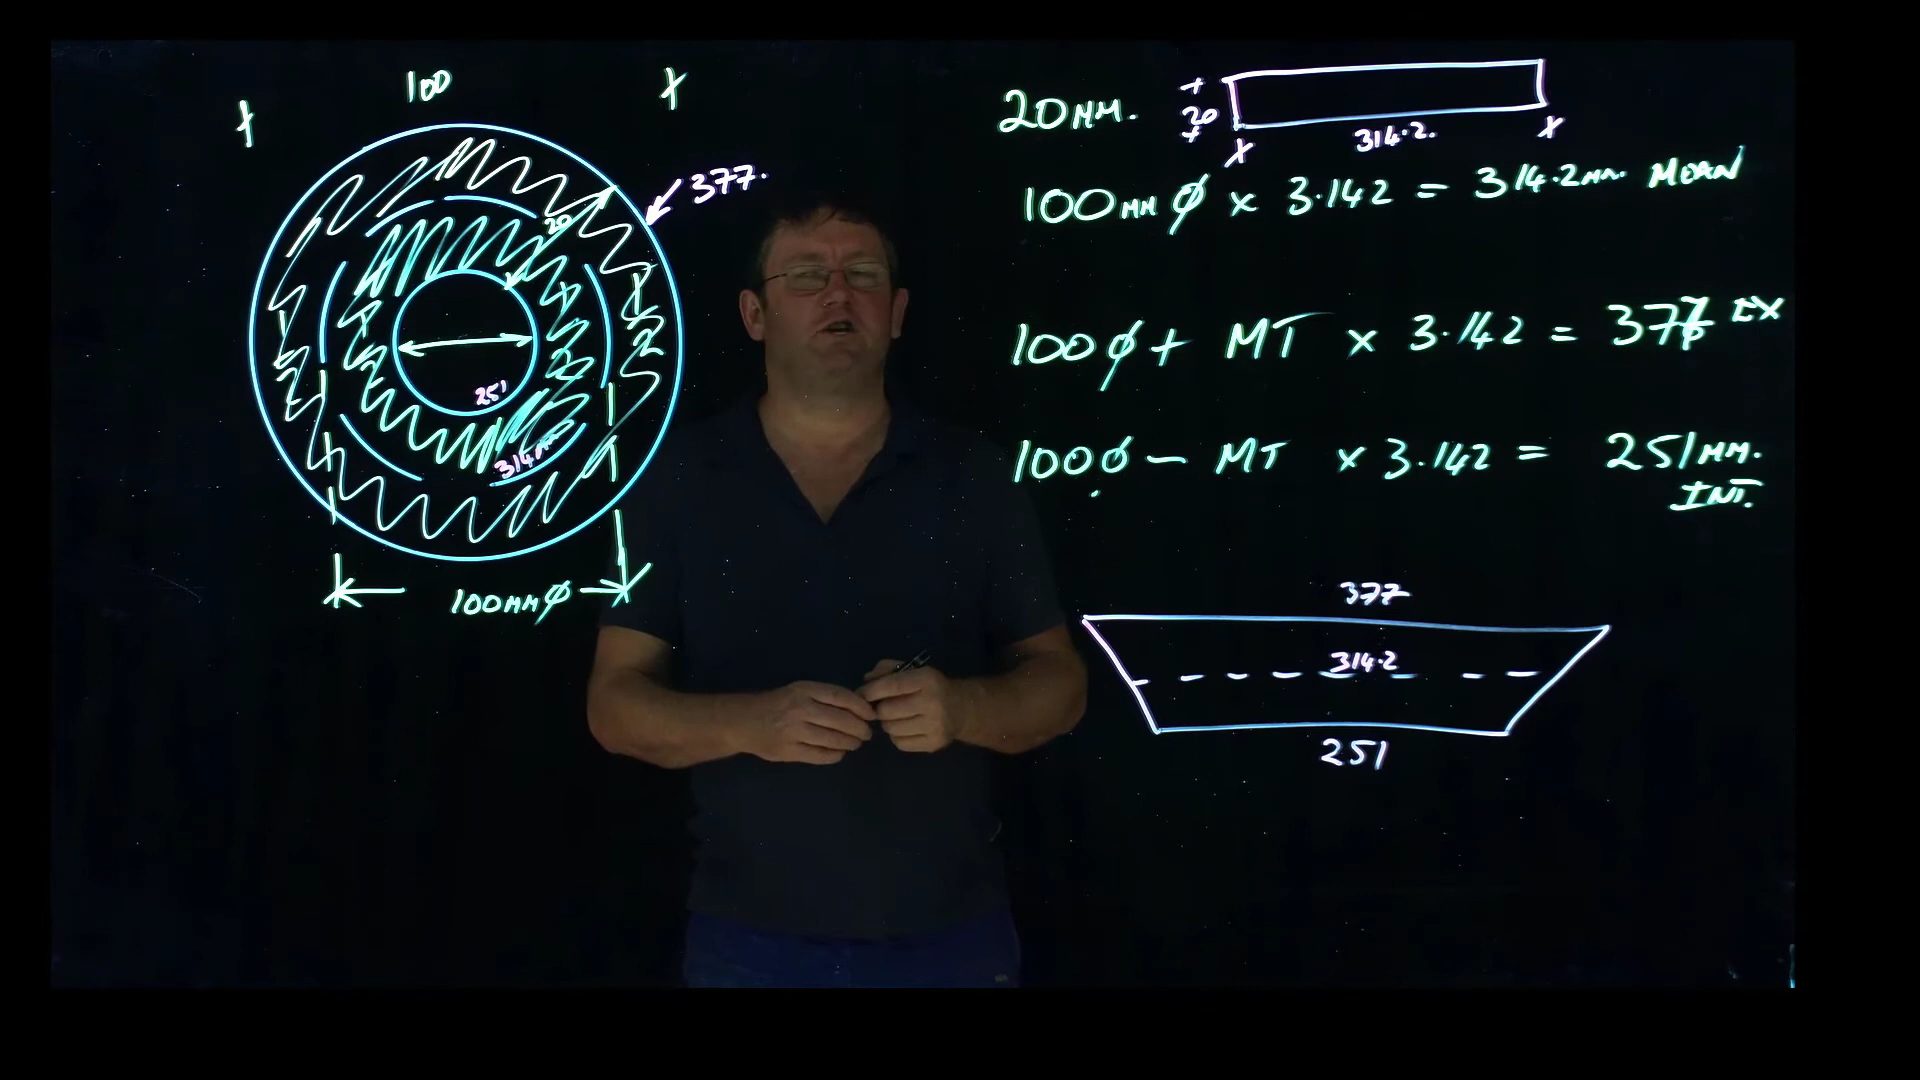 100
377.
20
251
314mm
100mmφ
20mm.
20
314.2.
100mmφ x 3.142 = 314.2mm. MEAN
100φ + MT x 3.142 = 377 EX
100φ - MT x 3.142 = 251mm.
INT.
377
314.2
251